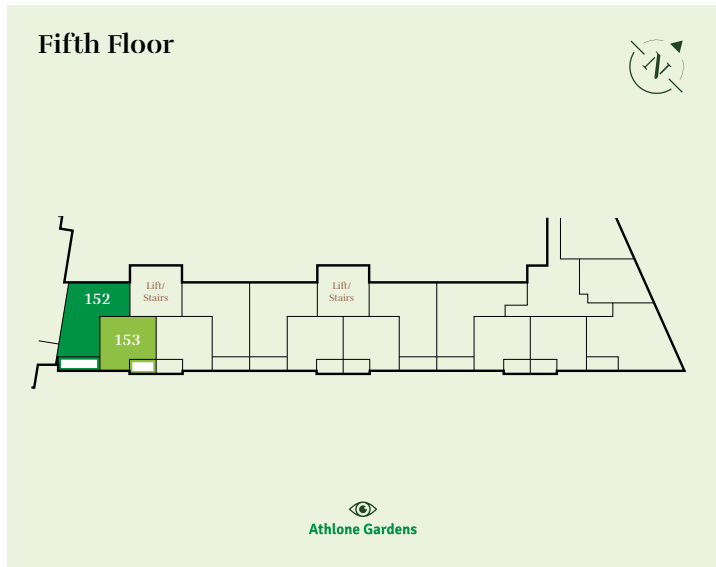 Fifth Floor
N
152
Lift/
Stairs
Lift/
Stairs
153
Athlone Gardens